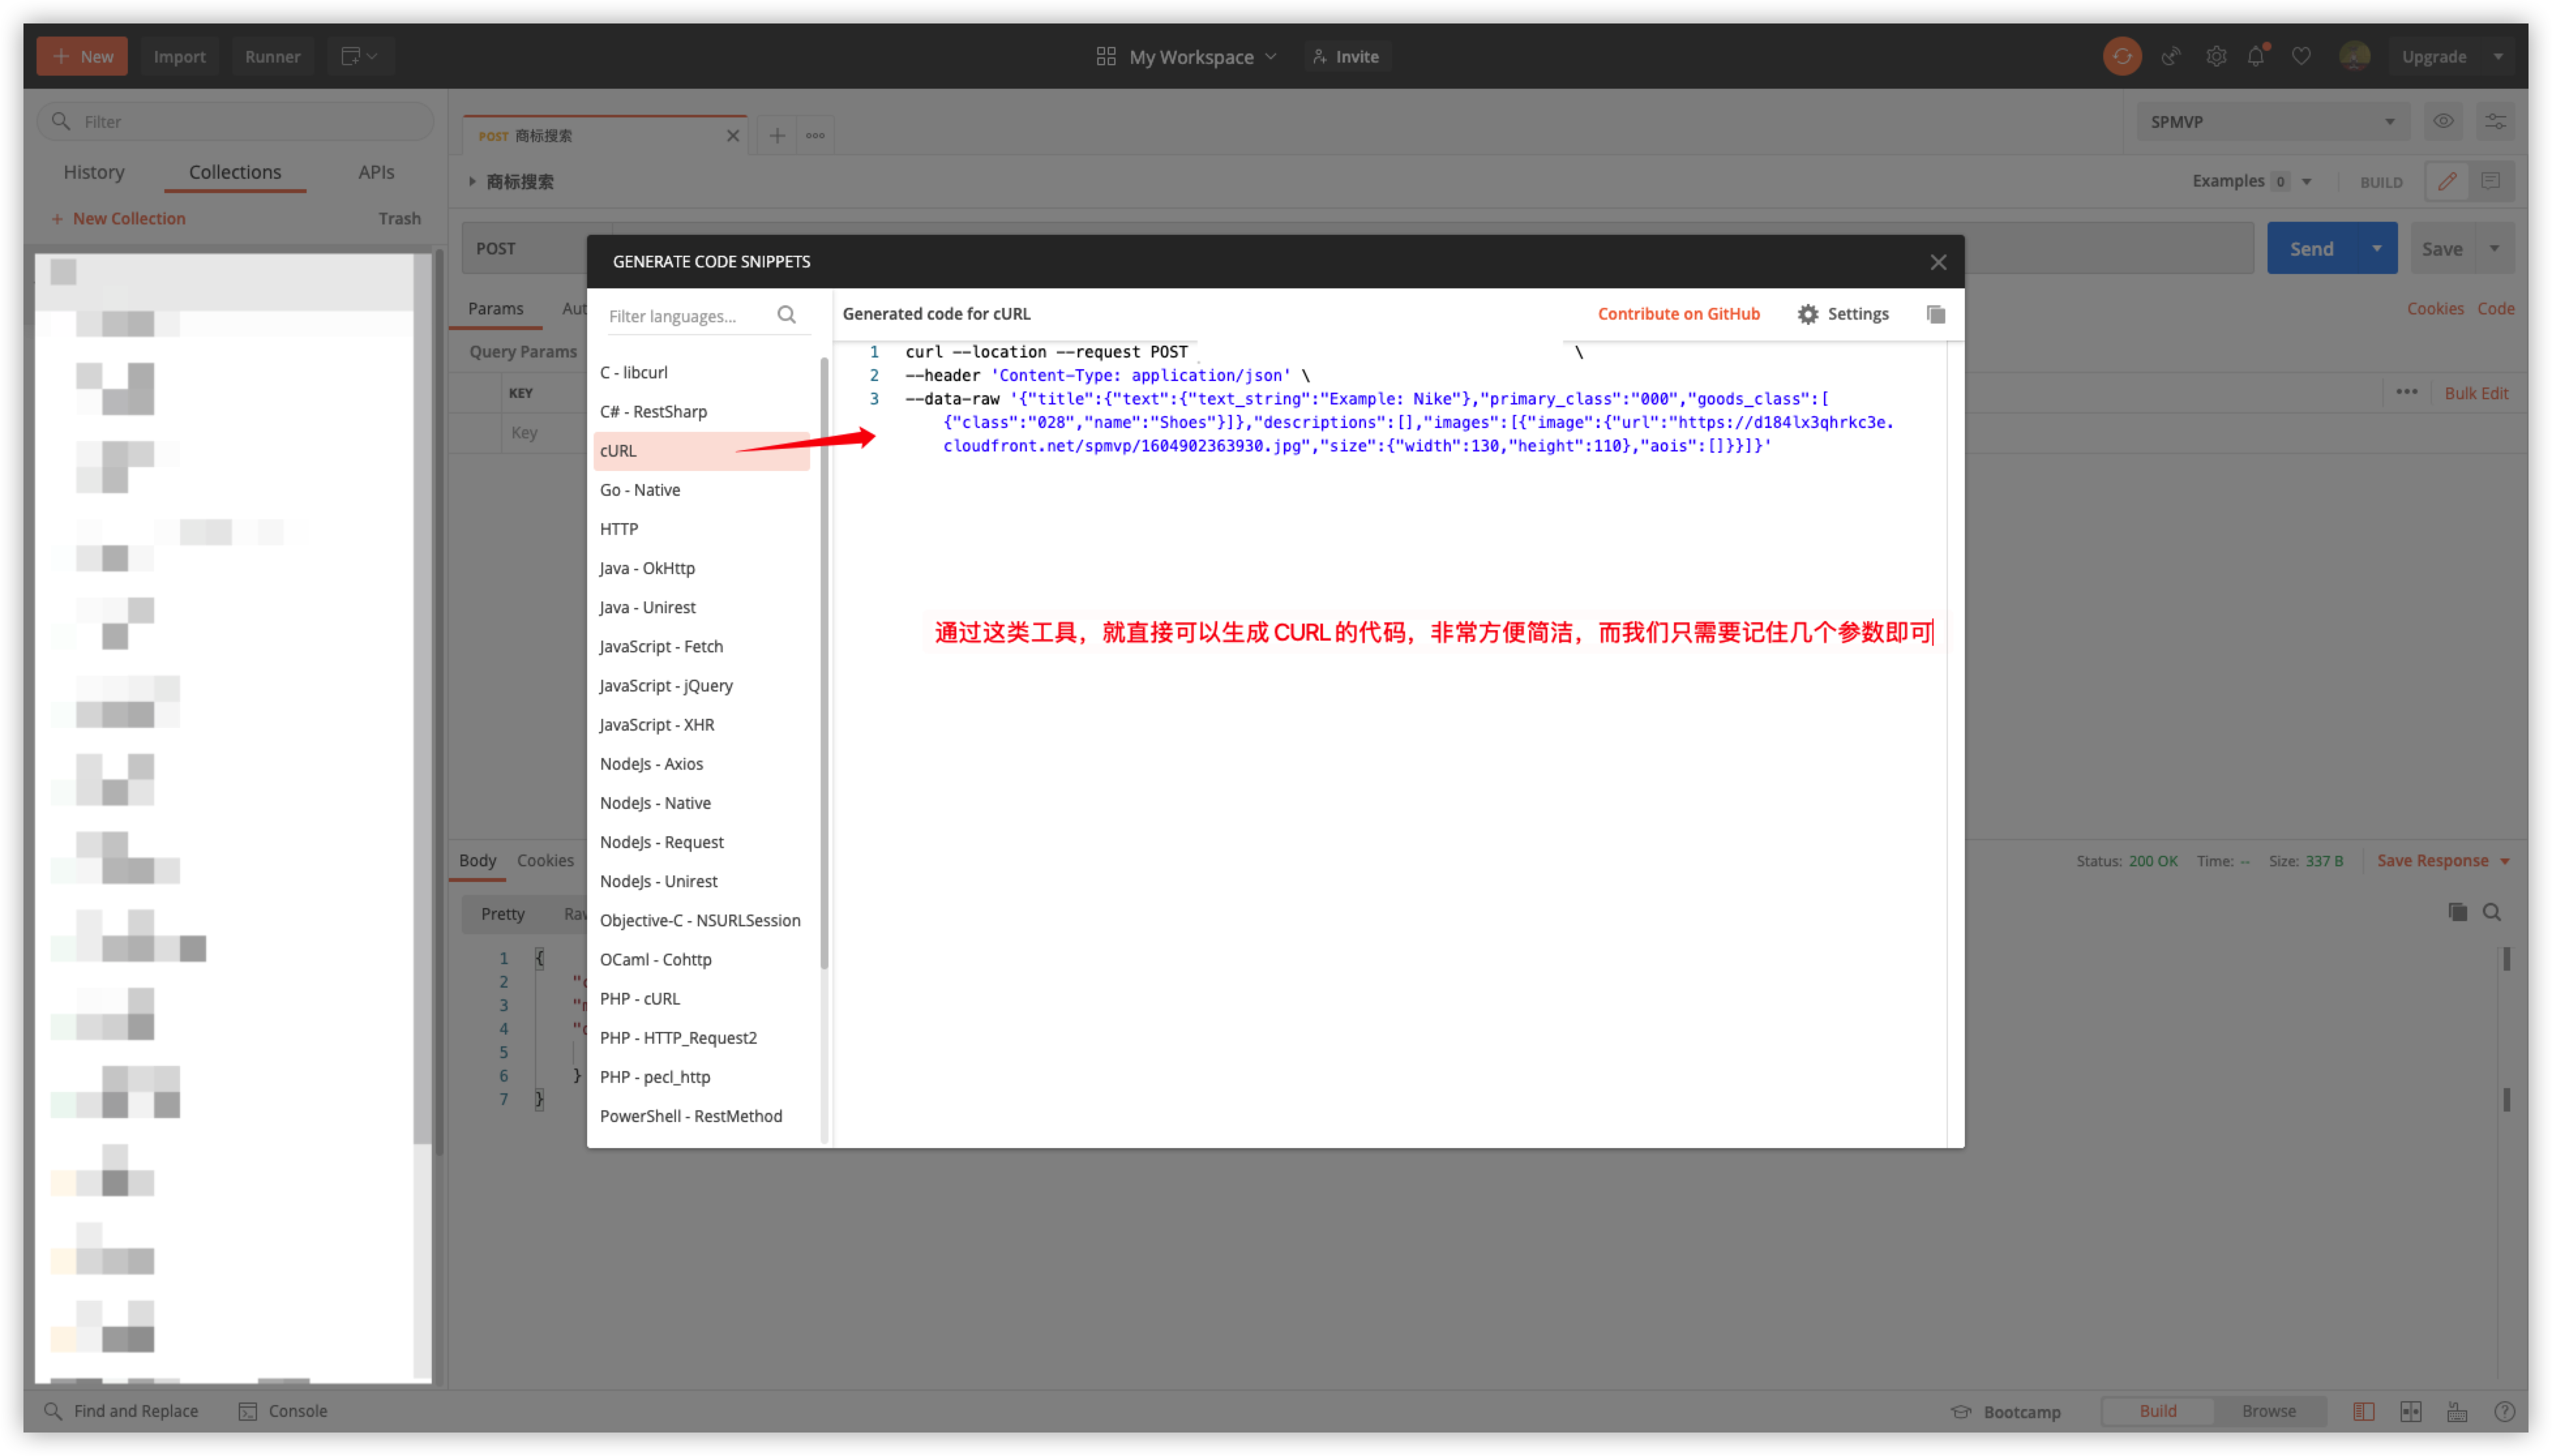 New
Import
Runner
My Workspace
Invite
Upgrade
Filter
History
Collections
APIs
New Collection
Trash
POST 商标搜索
SPMVP
商标搜索
Examples 0
BUILD
POST
Send
Save
Params
Aut
Cookies
Code
Query Params
KEY
Key
Bulk Edit
GENERATE CODE SNIPPETS
Filter languages...
C - libcurl
C# - RestSharp
cURL
Go - Native
HTTP
Java - OkHttp
Java - Unirest
JavaScript - Fetch
JavaScript - jQuery
JavaScript - XHR
NodeJs - Axios
NodeJs - Native
NodeJs - Request
NodeJs - Unirest
Objective-C - NSURLSession
OCaml - Cohttp
PHP - cURL
PHP - HTTP_Request2
PHP - pecl_http
PowerShell - RestMethod
Generated code for cURL
Contribute on GitHub
Settings
1 curl --location --request POST \
2 --header 'Content-Type: application/json' \
3 --data-raw '{"title":{"text":{"text_string":"Example: Nike"},"primary_class":"000","goods_class":[
{"class":"028","name":"Shoes"}]},"descriptions":[],"images":[{"image":{"url":"https://d184lx3qhrkc3e.
cloudfront.net/spmvp/1604902363930.jpg","size":{"width":130,"height":110},"aois":[]}}]}'
通过这类工具，就直接可以生成 CURL 的代码，非常方便简洁，而我们只需要记住几个参数即可
Body
Cookies
Status: 200 OK
Time: --
Size: 337 B
Save Response
Pretty
Raw
1 {
2
3
4
5
6 }
7 }
Find and Replace
Console
Bootcamp
Build
Browse